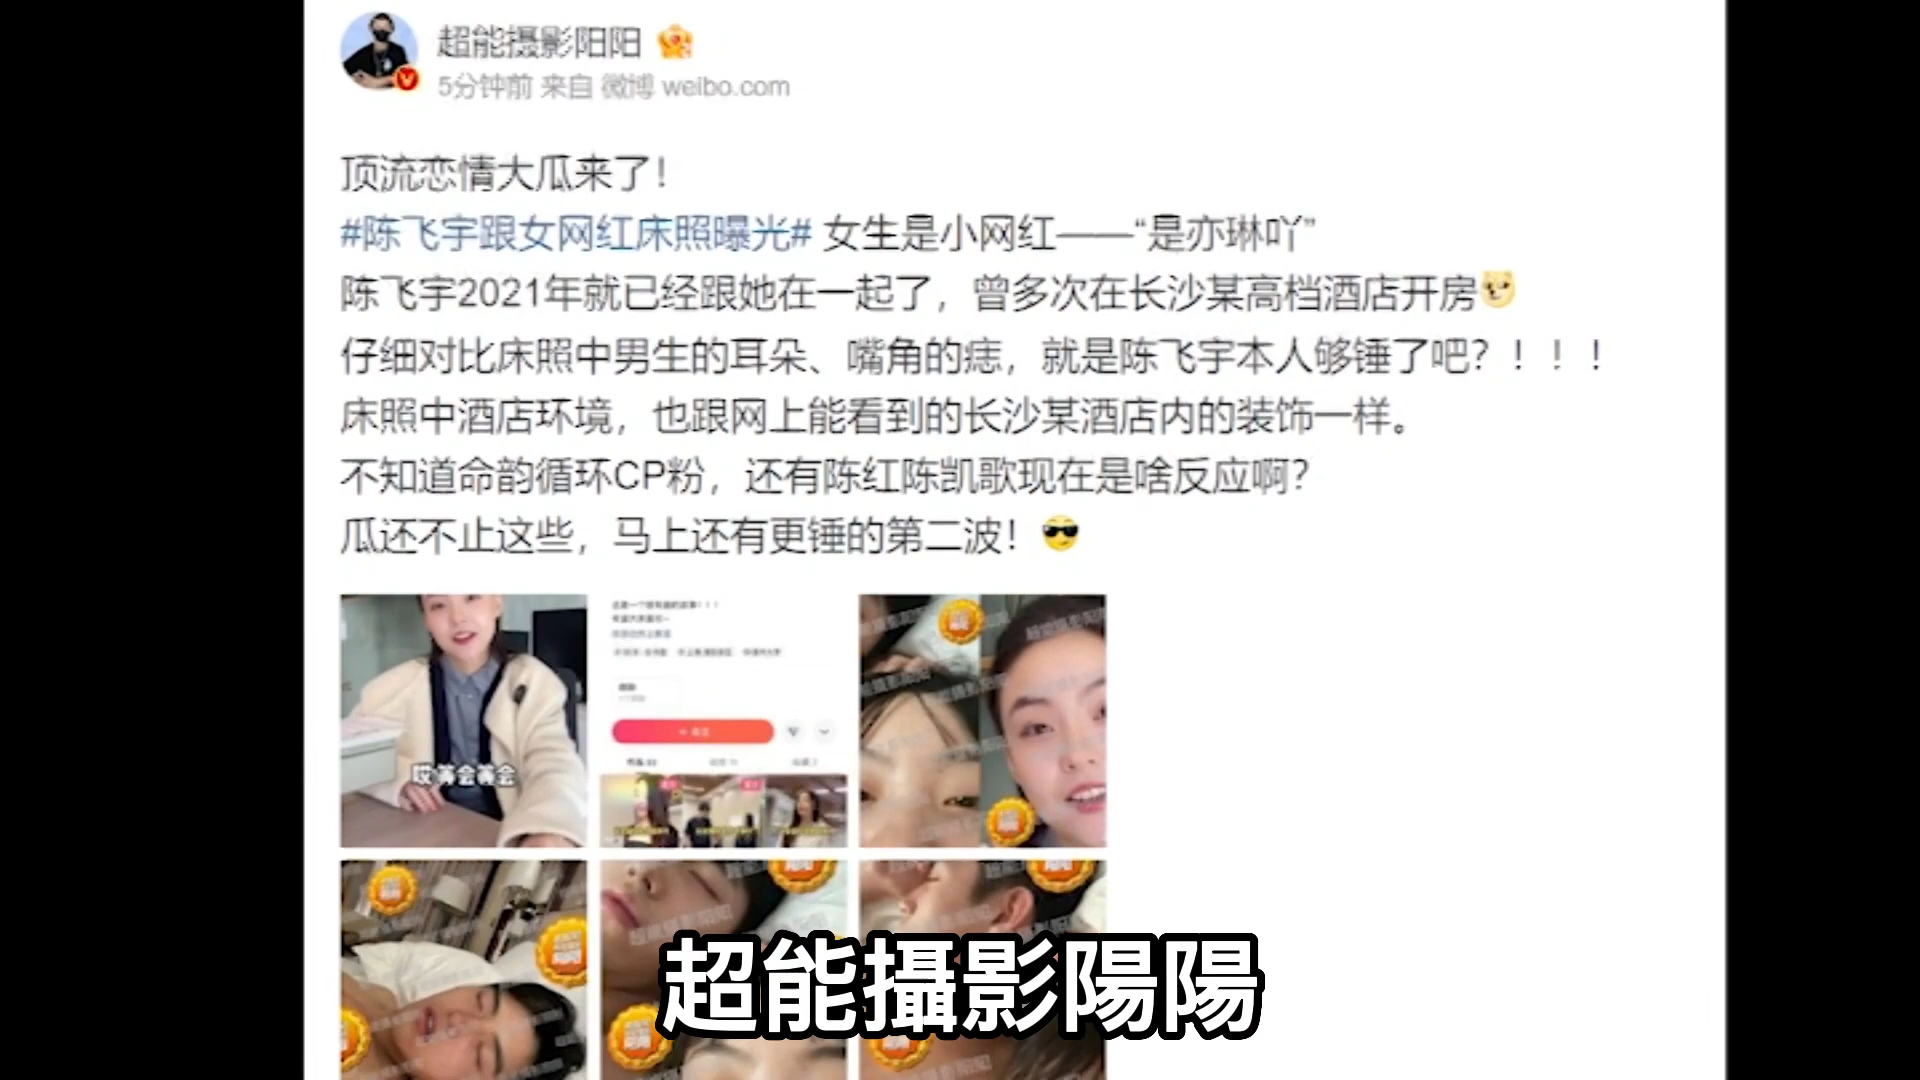 超能摄影阳阳
5分钟前 来自 微博 weibo.com
顶流恋情大瓜来了！
#陈飞宇跟女网红床照曝光# 女生是小网红——“是亦琳吖”
陈飞宇2021年就已经跟她在一起了，曾多次在长沙某高档酒店开房
仔细对比床照中男生的耳朵、嘴角的痣，就是陈飞宇本人够锤了吧？！！！
床照中酒店环境，也跟网上能看到的长沙某酒店内的装饰一样。
不知道命韵循环CP粉，还有陈红陈凯歌现在是啥反应啊？
瓜还不止这些，马上还有更锤的第二波！
哎 等会等会
超能攝影陽陽